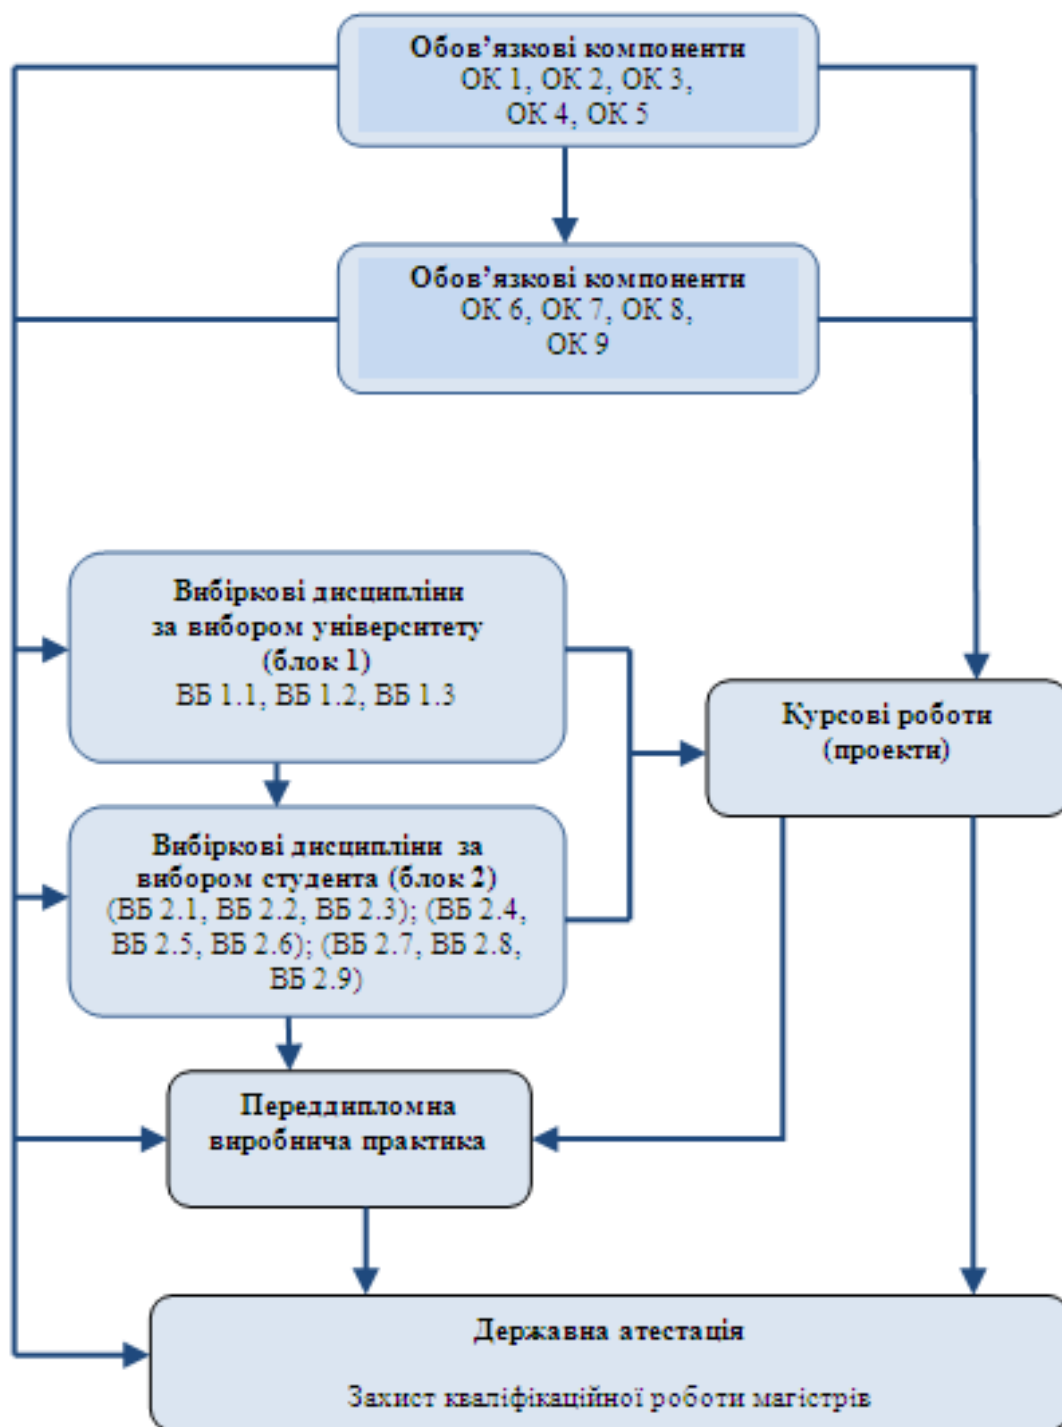 Обов’язкові компоненти
ОК 1, ОК 2, ОК 3,
ОК 4, ОК 5
Обов’язкові компоненти
ОК 6, ОК 7, ОК 8,
ОК 9
Вибіркові дисципліни
за вибором університету
(блок 1)
ВБ 1.1, ВБ 1.2, ВБ 1.3
Курсові роботи
(проекти)
Вибіркові дисципліни за
вибором студента (блок 2)
(ВБ 2.1, ВБ 2.2, ВБ 2.3); (ВБ 2.4,
ВБ 2.5, ВБ 2.6); (ВБ 2.7, ВБ 2.8,
ВБ 2.9)
Переддипломна
виробнича практика
Державна атестація
Захист кваліфікаційної роботи магістрів